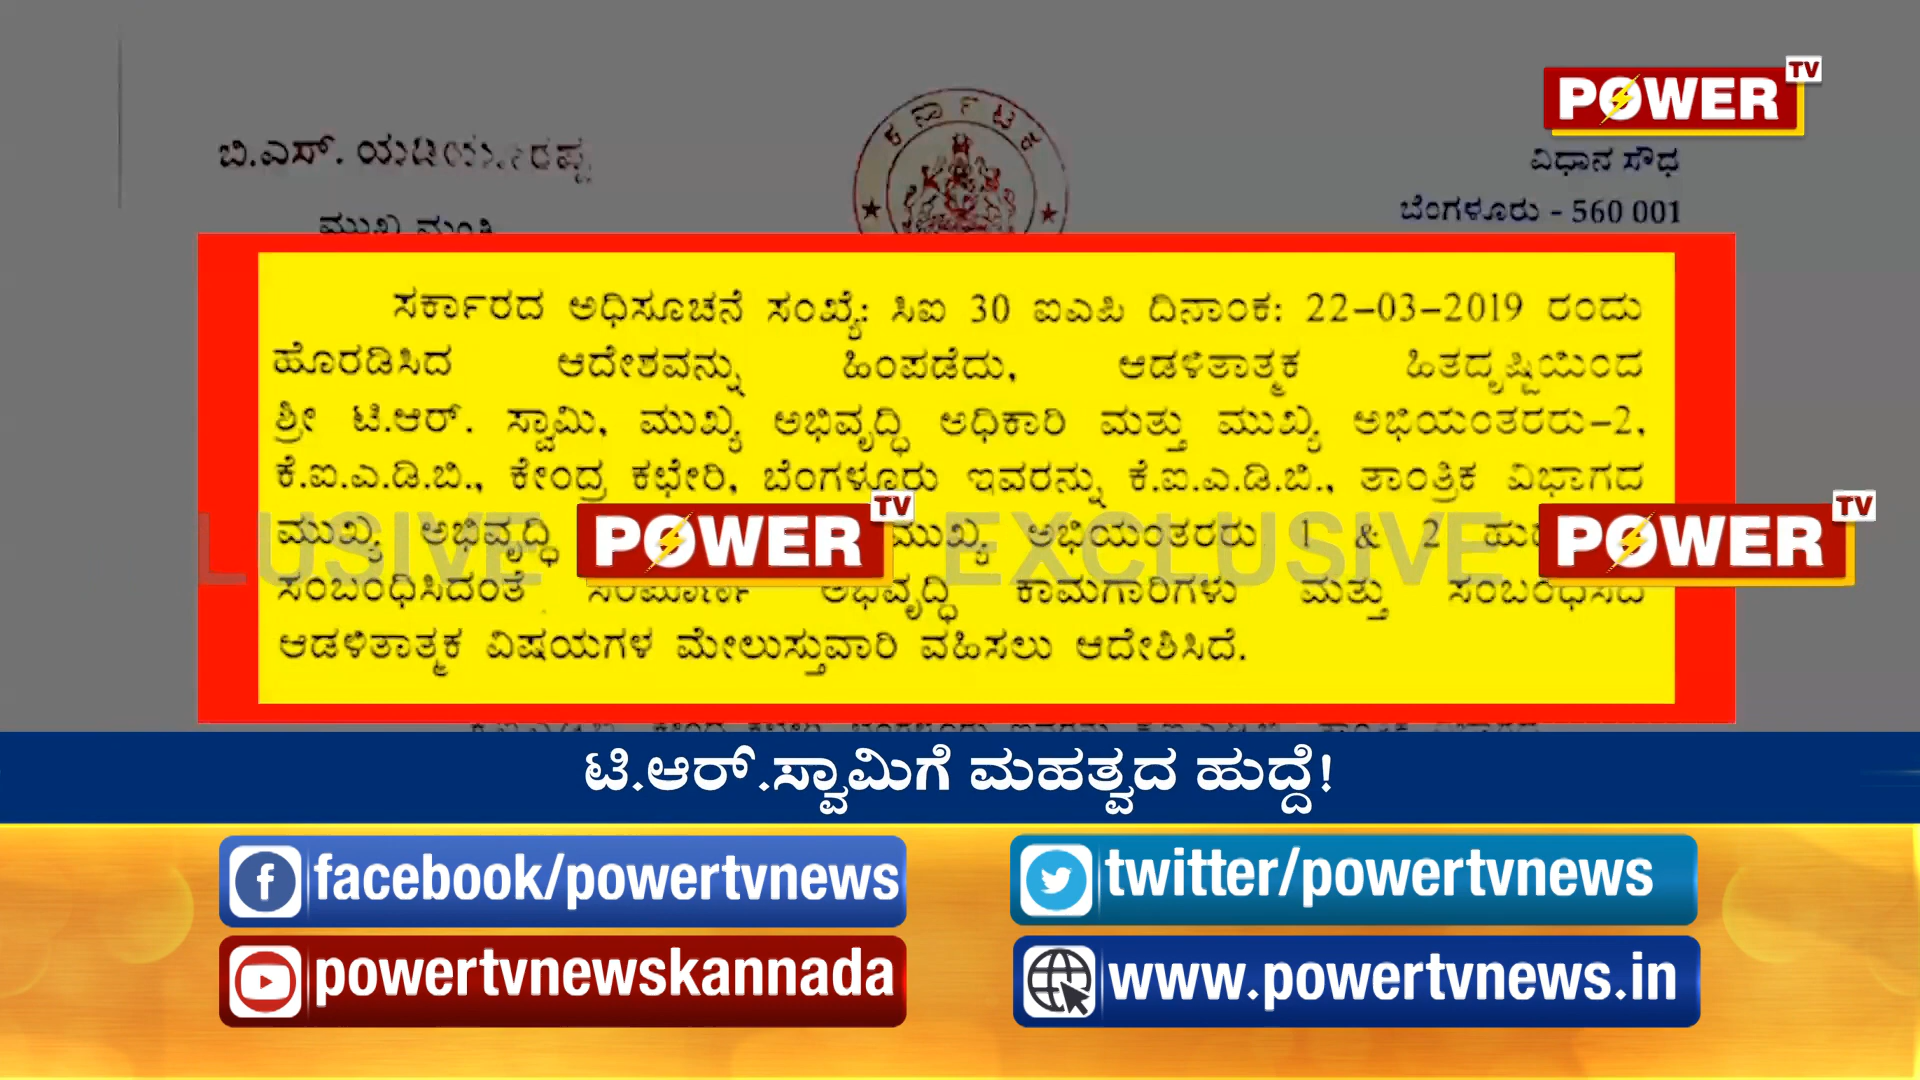 POWER TV
ಬಿ.ಎಸ್. ಯಡಿಯೂರಪ್ಪ
ಕರ್ನಾಟಕ
ವಿಧಾನ ಸೌಧ
ಬೆಂಗಳೂರು - 560 001
ಮುಖ್ಯ ಮಂತ್ರಿ
ಸರ್ಕಾರದ ಅಧಿಸೂಚನೆ ಸಂಖ್ಯೆ: ಸಿಐ 30 ಐಎಪಿ ದಿನಾಂಕ: 22-03-2019 ರಂದು
ಹೊರಡಿಸಿದ ಆದೇಶವನ್ನು ಹಿಂಪಡೆದು, ಆಡಳಿತಾತ್ಮಕ ಹಿತದೃಷ್ಟಿಯಿಂದ
ಶ್ರೀ ಟಿ.ಆರ್. ಸ್ವಾಮಿ, ಮುಖ್ಯ ಅಭಿವೃದ್ಧಿ ಅಧಿಕಾರಿ ಮತ್ತು ಮುಖ್ಯ ಅಭಿಯಂತರರು-2,
ಕೆ.ಐ.ಎ.ಡಿ.ಬಿ., ಕೇಂದ್ರ ಕಛೇರಿ, ಬೆಂಗಳೂರು ಇವರನ್ನು ಕೆ.ಐ.ಎ.ಡಿ.ಬಿ., ತಾಂತ್ರಿಕ ವಿಭಾಗದ
ಮುಖ್ಯ ಅಭಿವೃದ್ಧಿ ಮುಖ್ಯ ಅಭಿಯಂತರರು 1 & 2
LUSIVE POWER TV EXCLUSIVE POWER TV
ಸಂಬಂಧಿಸಿದಂತೆ ಸಂಪೂರ್ಣ ಅಭಿವೃದ್ಧಿ ಕಾಮಗಾರಿಗಳು ಮತ್ತು ಸಂಬಂಧಿಸಿದ
ಆಡಳಿತಾತ್ಮಕ ವಿಷಯಗಳ ಮೇಲುಸ್ತುವಾರಿ ವಹಿಸಲು ಆದೇಶಿಸಿದೆ.
ಟಿ.ಆರ್.ಸ್ವಾಮಿಗೆ ಮಹತ್ವದ ಹುದ್ದೆ!
facebook/powertvnews
twitter/powertvnews
powertvnewskannada
www.powertvnews.in